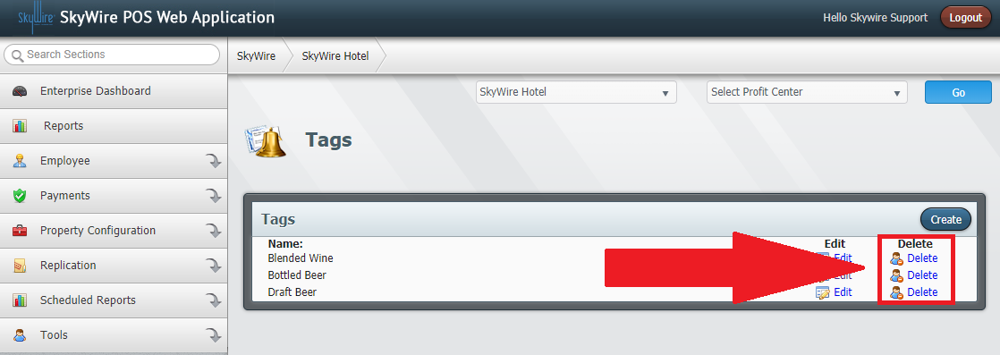 SkyWire SkyWire POS Web Application
Hello Skywire Support
Logout
Search Sections
SkyWire
SkyWire Hotel
Enterprise Dashboard
Reports
Employee
Payments
Property Configuration
Replication
Scheduled Reports
Tools
SkyWire Hotel
Select Profit Center
Go
Tags
Tags
Create
Name: Edit Delete
Blended Wine Edit Delete
Bottled Beer Edit Delete
Draft Beer Edit Delete